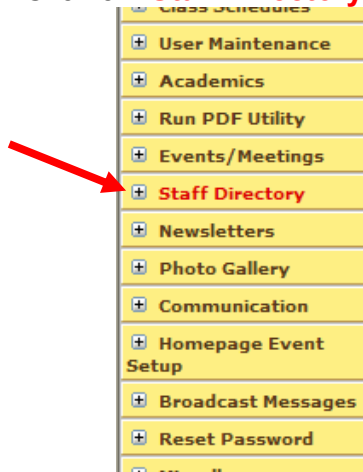 Class Schedules
User Maintenance
Academics
Run PDF Utility
Events/Meetings
Staff Directory
Newsletters
Photo Gallery
Communication
Homepage Event
Setup
Broadcast Messages
Reset Password